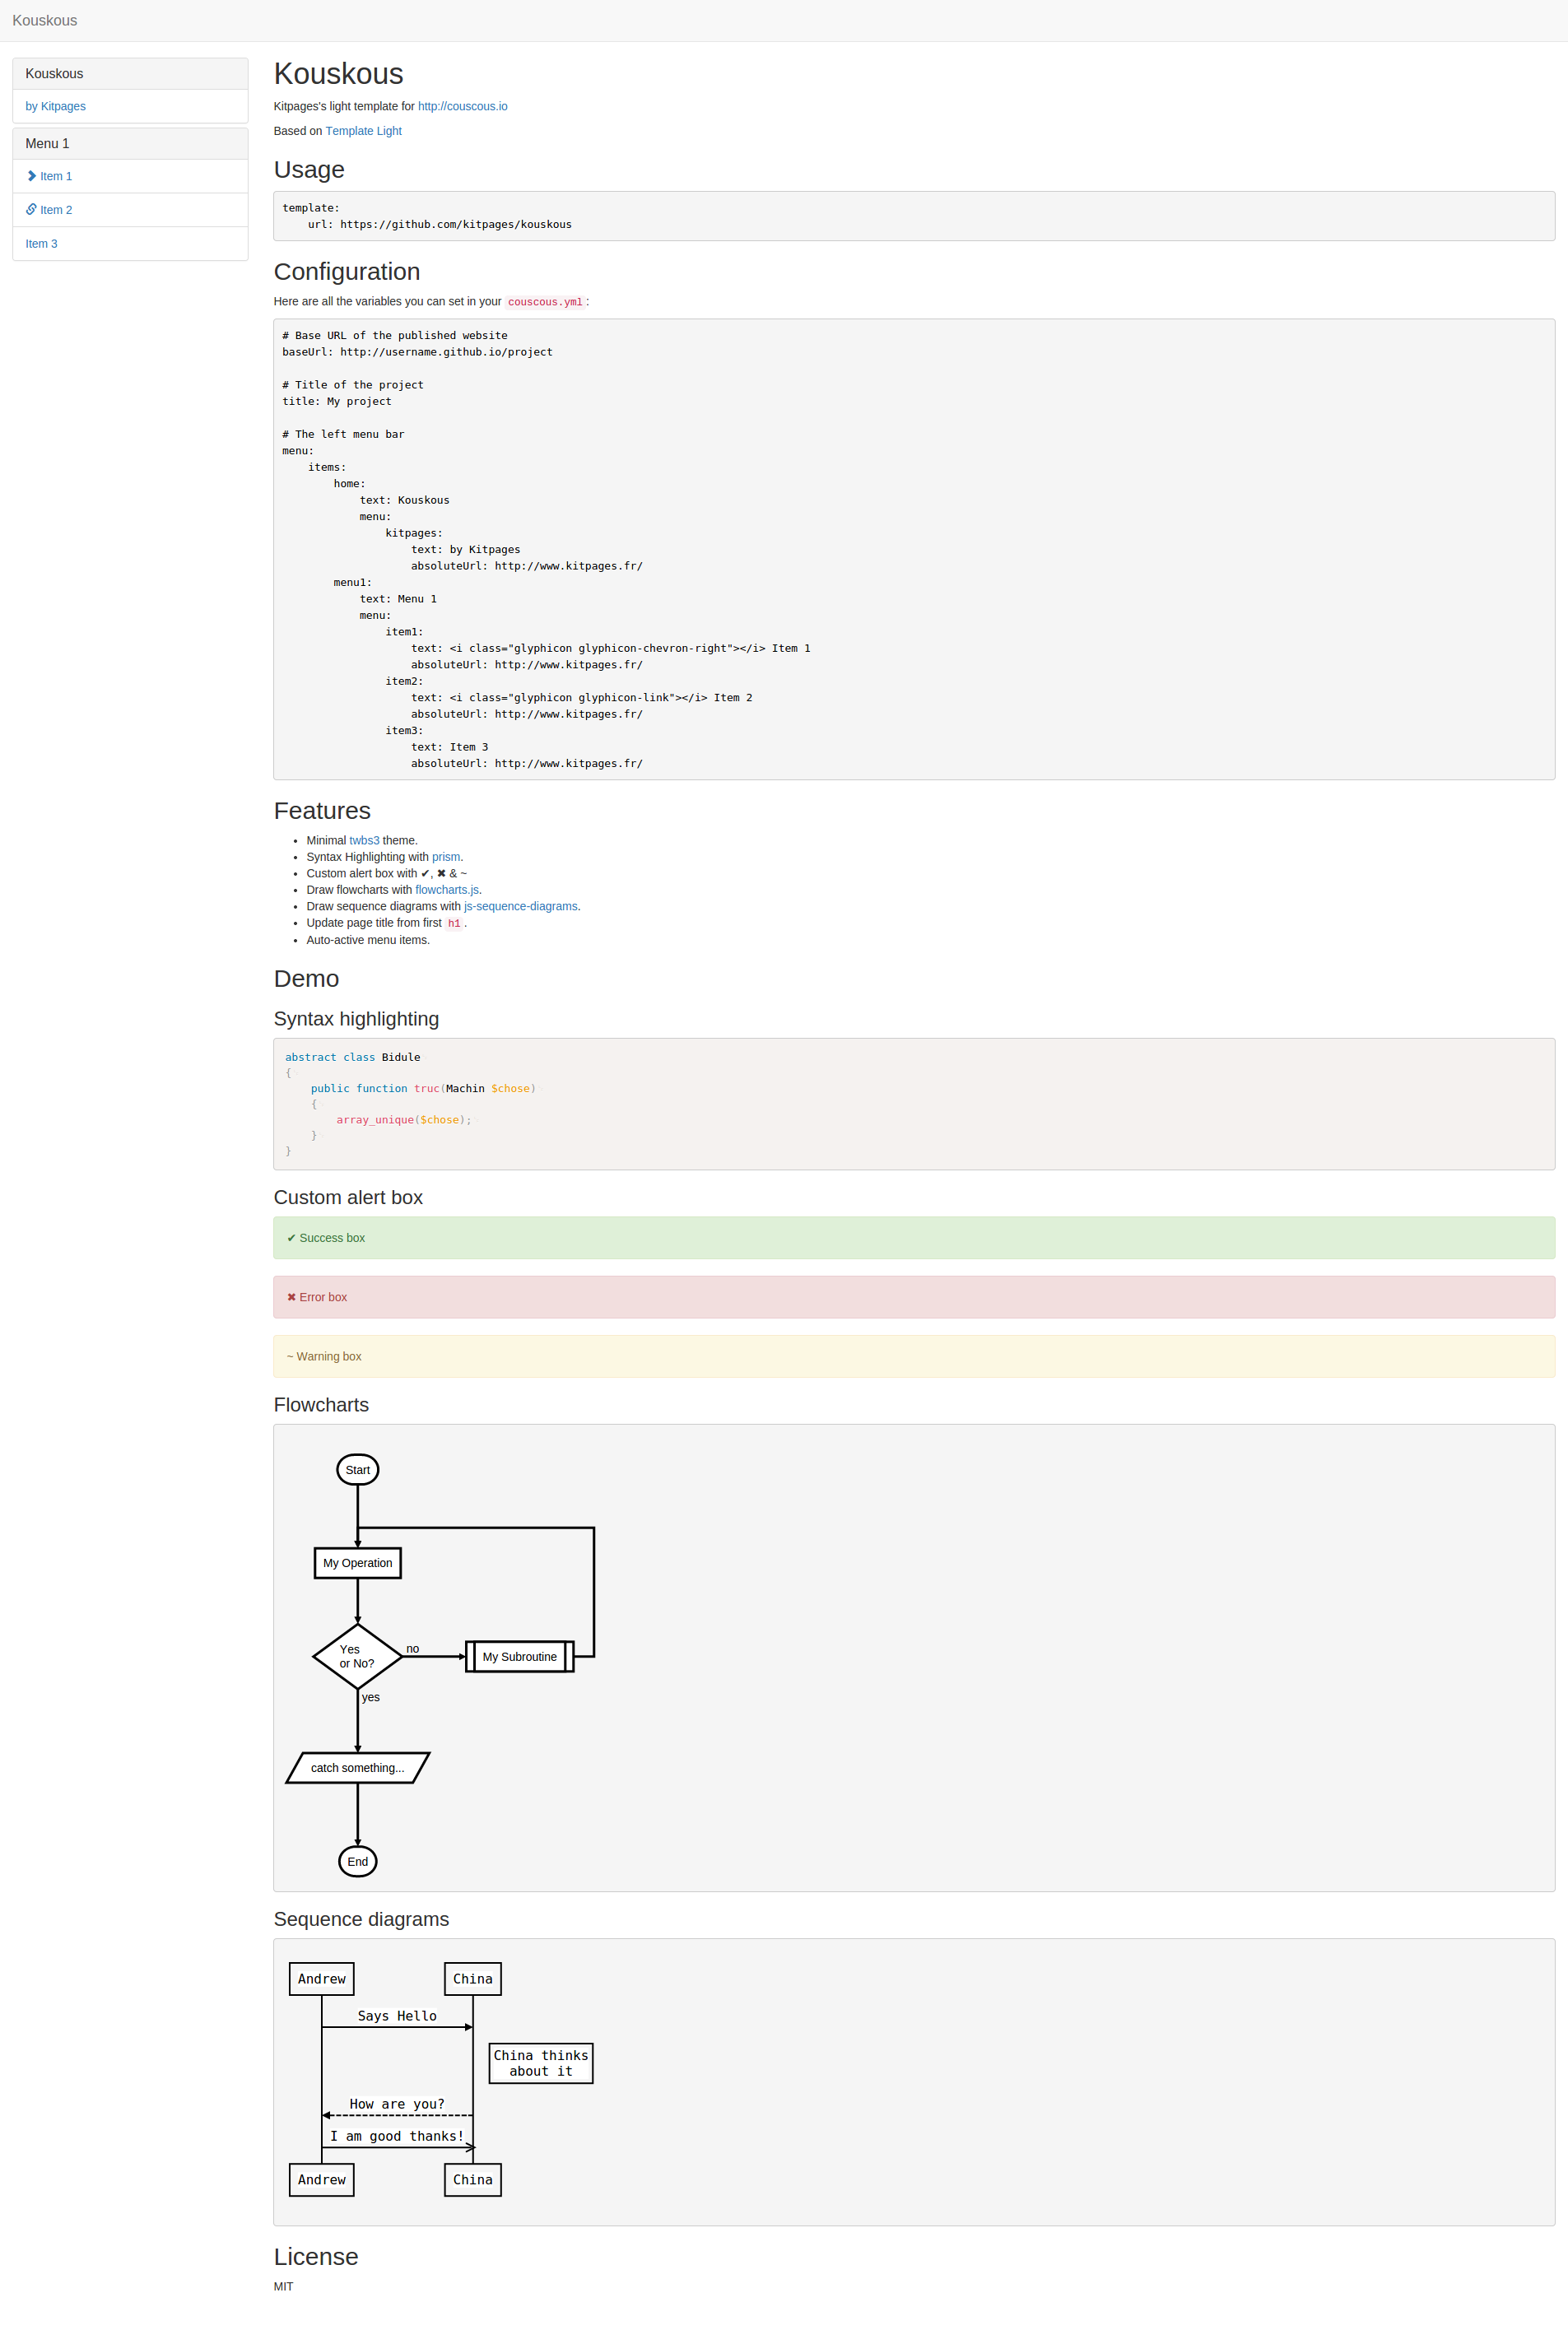 Kouskous
Kouskous
by Kitpages
Menu 1
Item 1
Item 2
Item 3
Kouskous
Kitpages's light template for http://couscous.io
Based on Template Light
Usage
template:
    url: https://github.com/kitpages/kouskous
Configuration
Here are all the variables you can set in your couscous.yml :
# Base URL of the published website
baseUrl: http://username.github.io/project
# Title of the project
title: My project
# The left menu bar
menu:
    items:
        home:
            text: Kouskous
            menu:
                kitpages:
                    text: by Kitpages
                    absoluteUrl: http://www.kitpages.fr/
        menu1:
            text: Menu 1
            menu:
                item1:
                    text: <i class="glyphicon glyphicon-chevron-right"></i> Item 1
                    absoluteUrl: http://www.kitpages.fr/
                item2:
                    text: <i class="glyphicon glyphicon-link"></i> Item 2
                    absoluteUrl: http://www.kitpages.fr/
                item3:
                    text: Item 3
                    absoluteUrl: http://www.kitpages.fr/
Features
• Minimal twbs3 theme.
• Syntax Highlighting with prism.
• Custom alert box with ✔, ✖ & ~
• Draw flowcharts with flowcharts.js.
• Draw sequence diagrams with js-sequence-diagrams.
• Update page title from first h1 .
• Auto-active menu items.
Demo
Syntax highlighting
abstract class Bidule
{
    public function truc(Machin $chose)
    {
        array_unique($chose);
    }
}
Custom alert box
✔ Success box
✖ Error box
~ Warning box
Flowcharts
Start
My Operation
Yes
or No?
no
My Subroutine
yes
catch something...
End
Sequence diagrams
Andrew
China
Says Hello
China thinks
about it
How are you?
I am good thanks!
Andrew
China
License
MIT